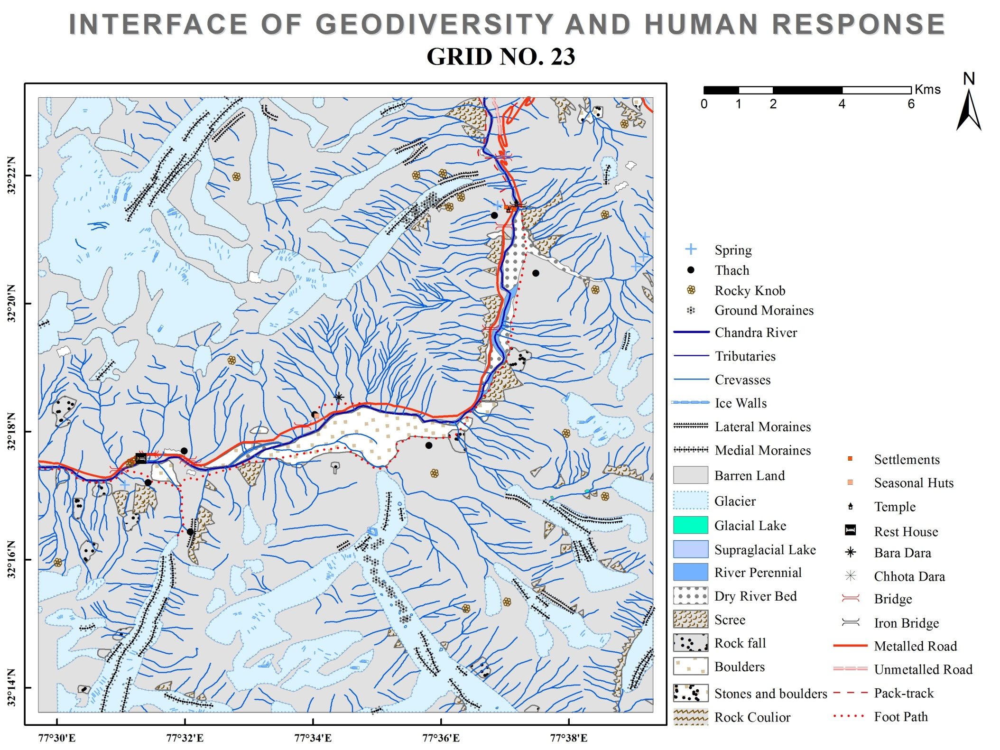 INTERFACE OF GEODIVERSITY AND HUMAN RESPONSE
GRID NO. 23
N
Kms
0 1 2 4 6
32°22'N
32°20'N
32°18'N
32°16'N
32°14'N
77°30'E 77°32'E 77°34'E 77°36'E 77°38'E
Spring
Thach
Rocky Knob
Ground Moraines
Chandra River
Tributaries
Crevasses
Ice Walls
Lateral Moraines
Medial Moraines
Barren Land
Glacier
Glacial Lake
Supraglacial Lake
River Perennial
Dry River Bed
Scree
Rock fall
Boulders
Stones and boulders
Rock Coulior
Settlements
Seasonal Huts
Temple
Rest House
Bara Dara
Chhota Dara
Bridge
Iron Bridge
Metalled Road
Unmetalled Road
Pack-track
Foot Path